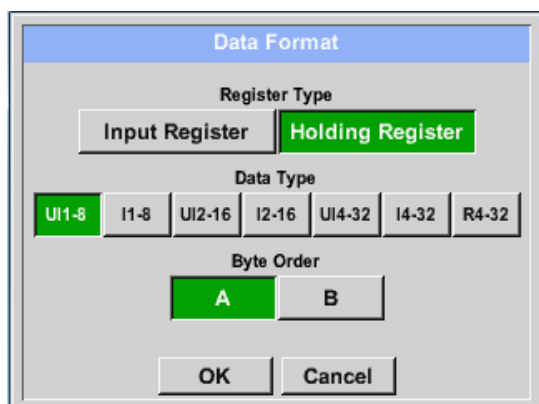 Data Format
Register Type
Input Register Holding Register
Data Type
UI1-8 I1-8 UI2-16 I2-16 UI4-32 I4-32 R4-32
Byte Order
A B
OK Cancel